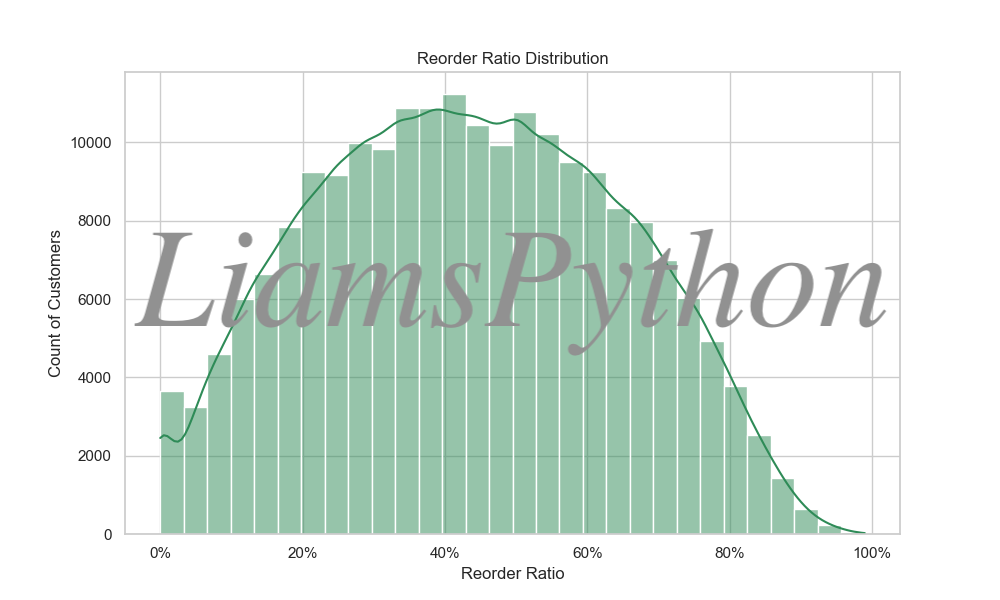 Reorder Ratio Distribution
Count of Customers
10000
8000
6000
4000
2000
0
LiamsPython
0% 20% 40% 60% 80% 100%
Reorder Ratio